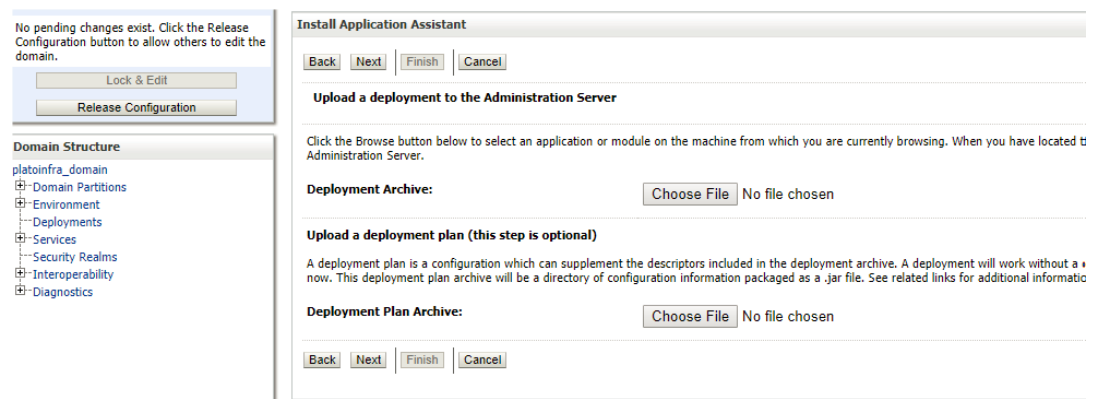 No pending changes exist. Click the Release
Configuration button to allow others to edit the
domain.
Lock & Edit
Release Configuration
Domain Structure
platoinfra_domain
Domain Partitions
Environment
Deployments
Services
Security Realms
Interoperability
Diagnostics
Install Application Assistant
Back Next Finish Cancel
Upload a deployment to the Administration Server
Click the Browse button below to select an application or module on the machine from which you are currently browsing. When you have located
Administration Server.
Deployment Archive: Choose File No file chosen
Upload a deployment plan (this step is optional)
A deployment plan is a configuration which can supplement the descriptors included in the deployment archive. A deployment will work without a
now. This deployment plan archive will be a directory of configuration information packaged as a .jar file. See related links for additional
Deployment Plan Archive: Choose File No file chosen
Back Next Finish Cancel